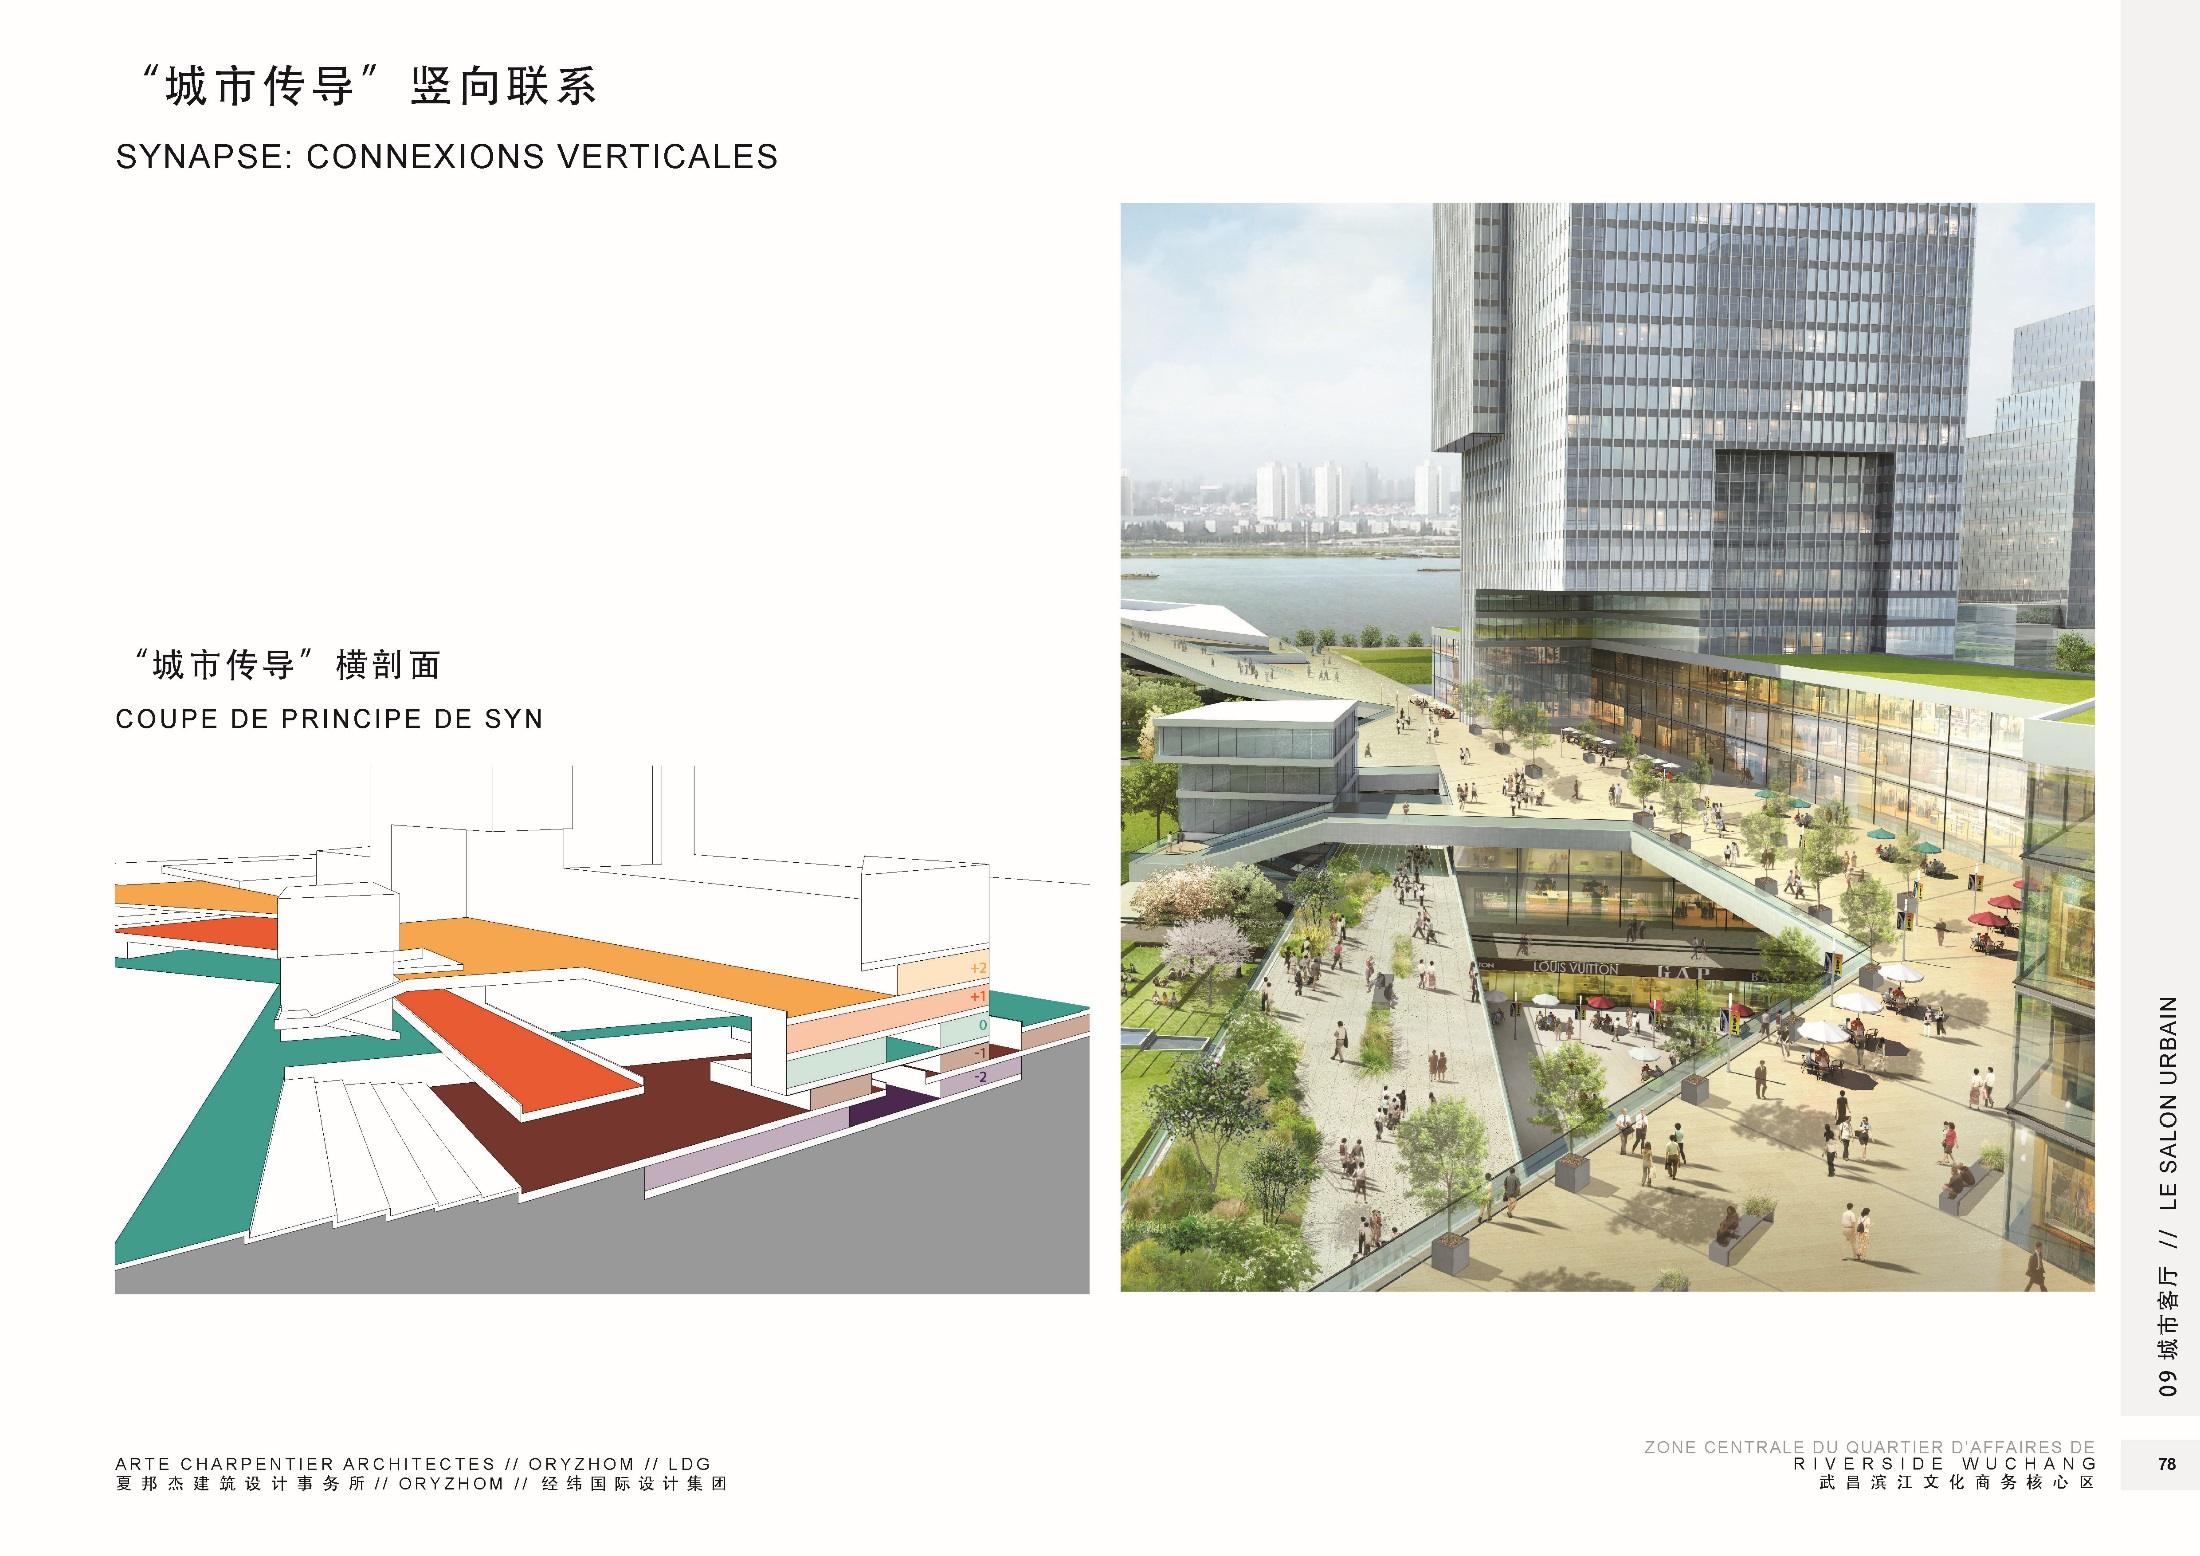 “城市传导”竖向联系
SYNAPSE: CONNEXIONS VERTICALES
“城市传导”横剖面
COUPE DE PRINCIPE DE SYN
+2
+1
0
-1
-2
LOUIS VUITTON
GAP
09 城市客厅 // LE SALON URBAIN
ARTE CHARPENTIER ARCHITECTES // ORYZHOM // LDG
夏邦杰建筑设计事务所 // ORYZHOM // 经纬国际设计集团
ZONE CENTRALE DU QUARTIER D'AFFAIRES DE
RIVERSIDE WUCHANG
武昌滨江文化商务核心区
78